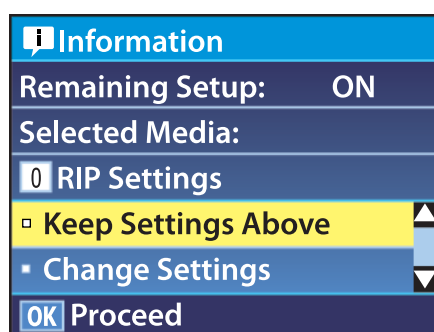 Information
Remaining Setup: ON
Selected Media:
0 RIP Settings
Keep Settings Above
Change Settings
OK Proceed